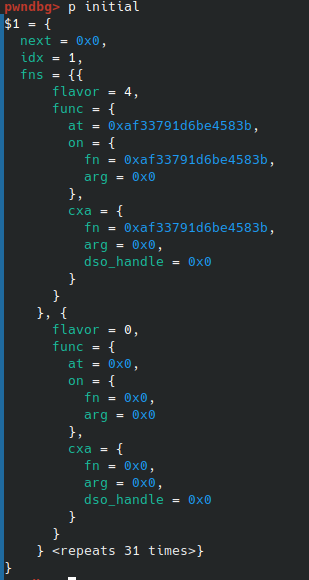 pwndbg> p initial
$1 = {
  next = 0x0,
  idx = 1,
  fns = {{
      flavor = 4,
      func = {
        at = 0xaf33791d6be4583b,
        on = {
          fn = 0xaf33791d6be4583b,
          arg = 0x0
        },
        cxa = {
          fn = 0xaf33791d6be4583b,
          arg = 0x0,
          dso_handle = 0x0
        }
      }
    }, {
      flavor = 0,
      func = {
        at = 0x0,
        on = {
          fn = 0x0,
          arg = 0x0
        },
        cxa = {
          fn = 0x0,
          arg = 0x0,
          dso_handle = 0x0
        }
      }
    } <repeats 31 times>}
}